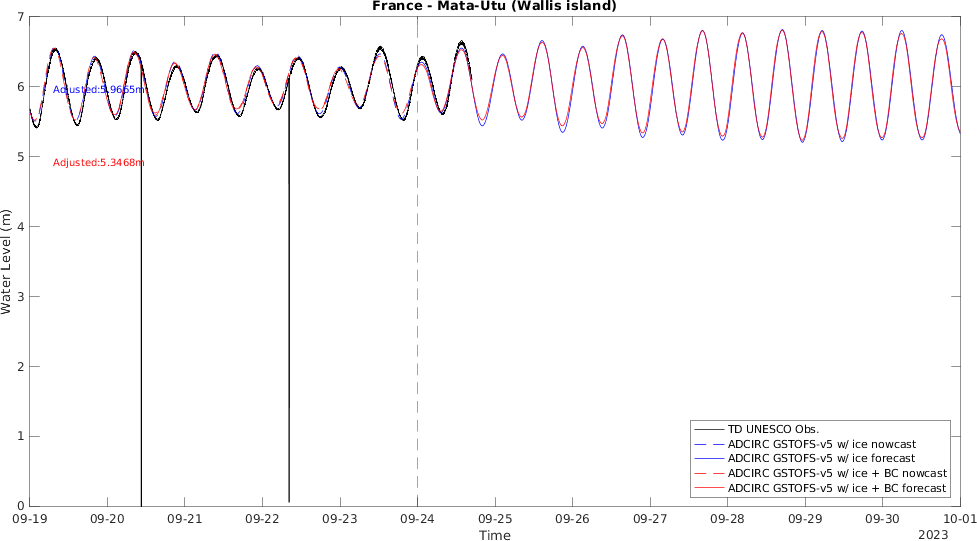 France - Mata-Utu (Wallis island)
7
6
5
4
3
2
1
0
Water Level (m)
Adjusted:5.9665m
Adjusted:5.3468m
TD UNESCO Obs.
ADCIRC GSTOFS-v5 w/ ice nowcast
ADCIRC GSTOFS-v5 w/ ice forecast
ADCIRC GSTOFS-v5 w/ ice + BC nowcast
ADCIRC GSTOFS-v5 w/ ice + BC forecast
09-19 09-20 09-21 09-22 09-23 09-24 09-25 09-26 09-27 09-28 09-29 09-30 10-01
Time
2023